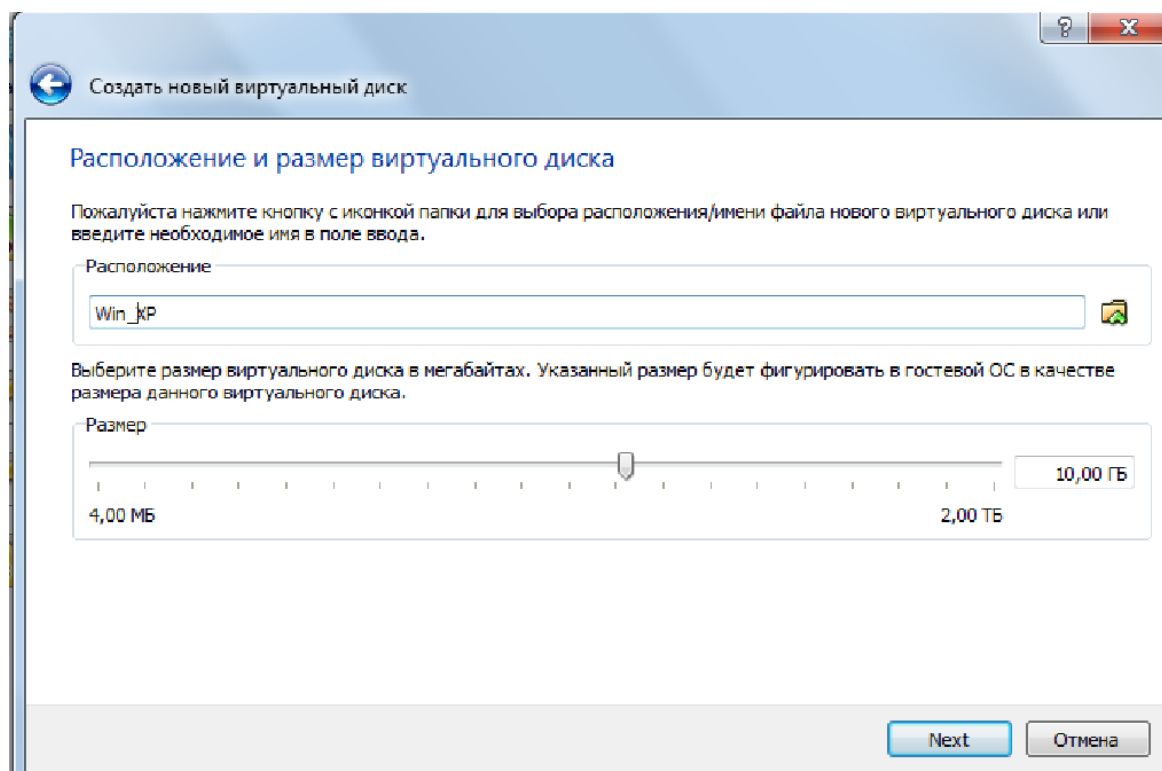 Создать новый виртуальный диск
Расположение и размер виртуального диска
Пожалуйста нажмите кнопку с иконкой папки для выбора расположения/имени файла нового виртуального диска или
введите необходимое имя в поле ввода.
Расположение
Win_XP
Выберите размер виртуального диска в мегабайтах. Указанный размер будет фигурировать в гостевой ОС в качестве
размера данного виртуального диска.
Размер
10,00 ГБ
4,00 МБ 2,00 ТБ
Next Отмена